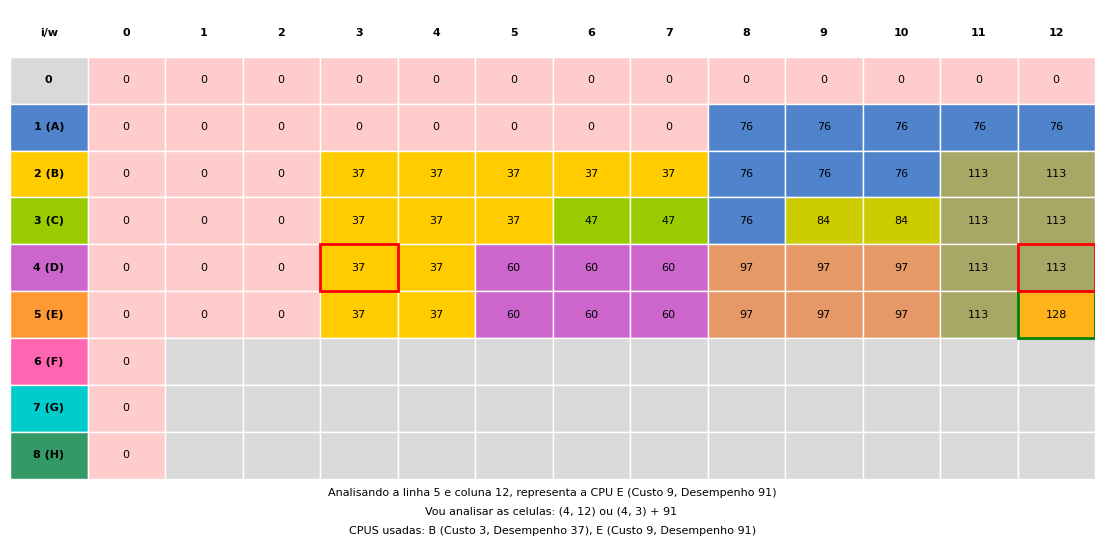 i/w 0 1 2 3 4 5 6 7 8 9 10 11 12
0 0 0 0 0 0 0 0 0 0 0 0 0 0
1 (A) 0 0 0 0 0 0 0 0 76 76 76 76 76
2 (B) 0 0 0 37 37 37 37 37 76 76 76 113 113
3 (C) 0 0 0 37 37 37 47 47 76 84 84 113 113
4 (D) 0 0 0 37 37 60 60 60 97 97 97 113 113
5 (E) 0 0 0 37 37 60 60 60 97 97 97 113 128
6 (F) 0
7 (G) 0
8 (H) 0
Analisando a linha 5 e coluna 12, representa a CPU E (Custo 9, Desempenho 91)
Vou analisar as celulas: (4, 12) ou (4, 3) + 91
CPUS usadas: B (Custo 3, Desempenho 37), E (Custo 9, Desempenho 91)